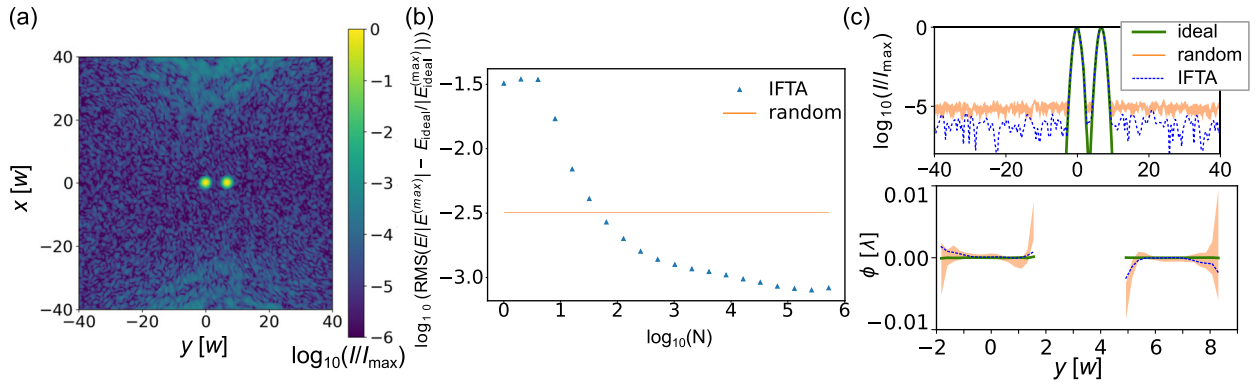 (a)
40
20
0
−20
−40
x [w]
−40 −20 0 20 40
y [w]
0
−1
−2
−3
−4
−5
−6
log₁₀(I/Iₘₐₓ)
(b)
log₁₀(RMS(E/|E^(max)| − E_ideal/|E_ideal^(max)|))
−1.5
−2.0
−2.5
−3.0
IFTA
random
0 1 2 3 4 5 6
log₁₀(N)
(c)
log₁₀(I/Iₘₐₓ)
0
−5
ideal
random
IFTA
−40 −20 0 20 40
ϕ [λ]
0.01
0.00
−0.01
−2 0 2 4 6 8
y [w]